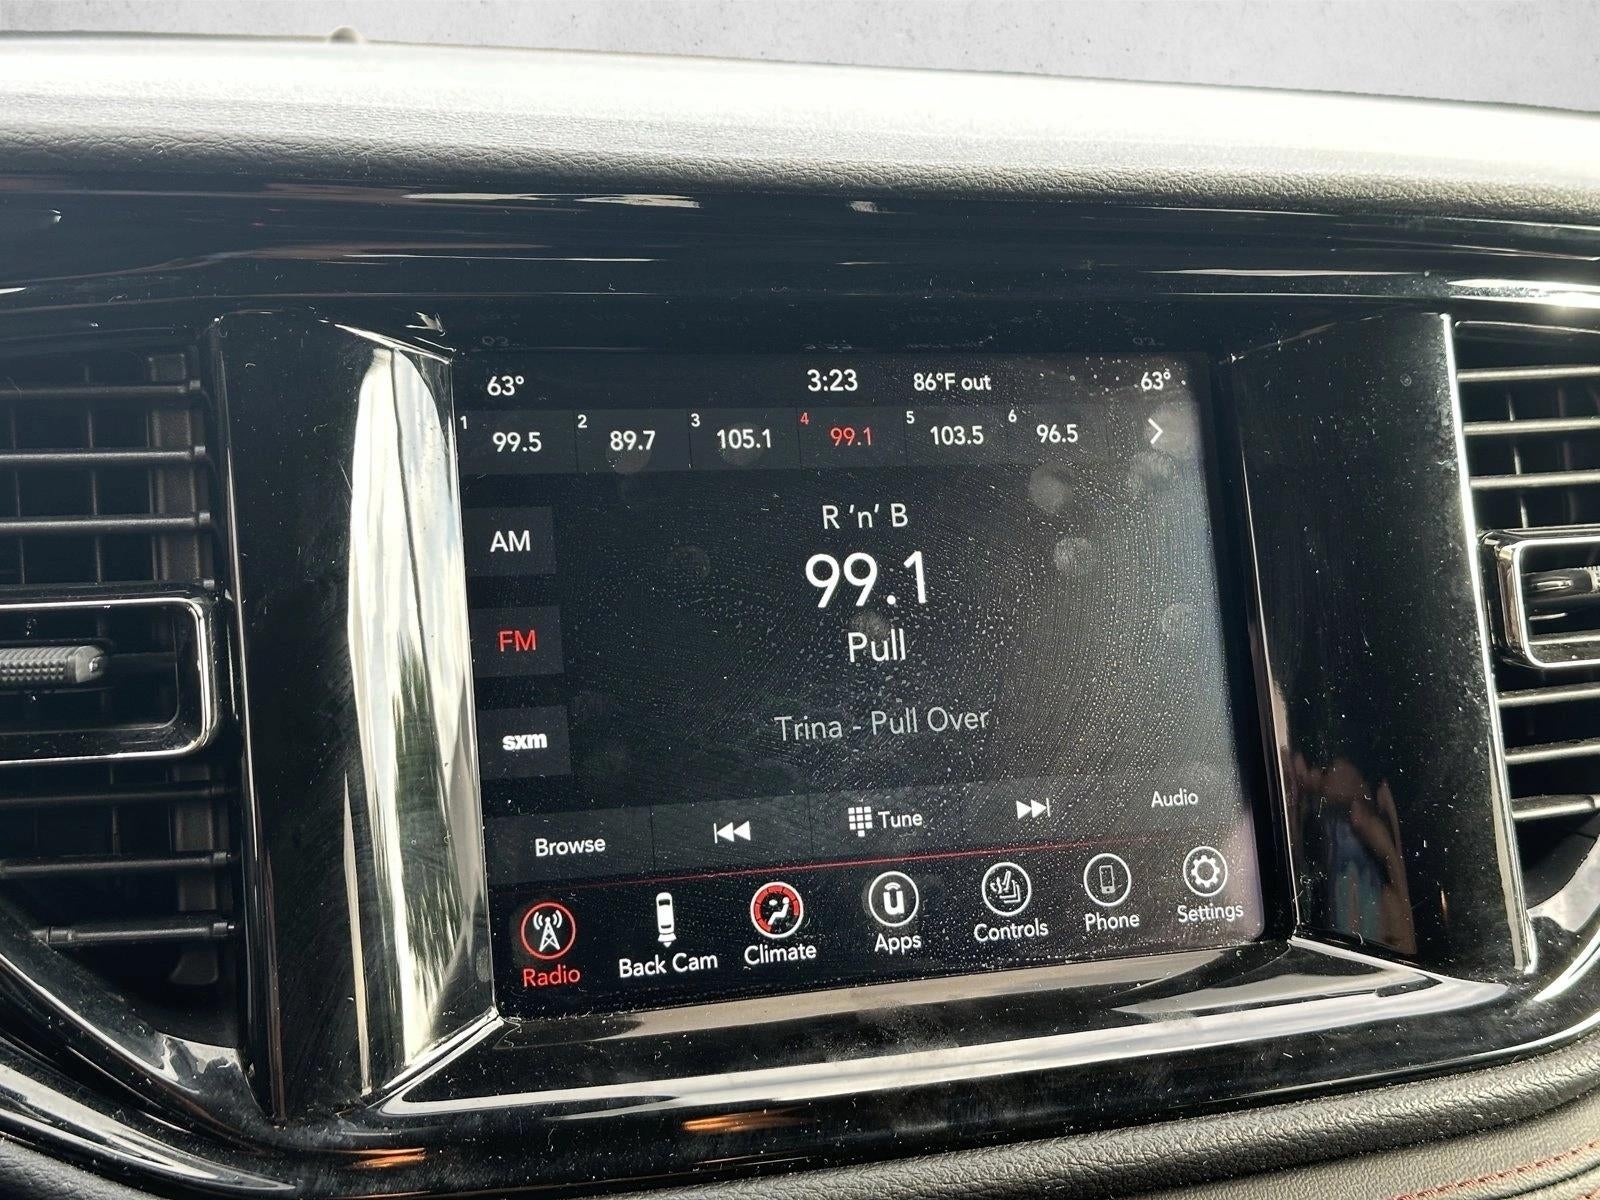 63° 3:23 86°F out 63°
1 99.5 2 89.7 3 105.1 4 99.1 5 103.5 6 96.5
R 'n' B
AM
99.1
FM
Pull
Trina - Pull Over
sxm
Browse Tune Audio
Radio Back Cam Climate Apps Controls Phone Settings